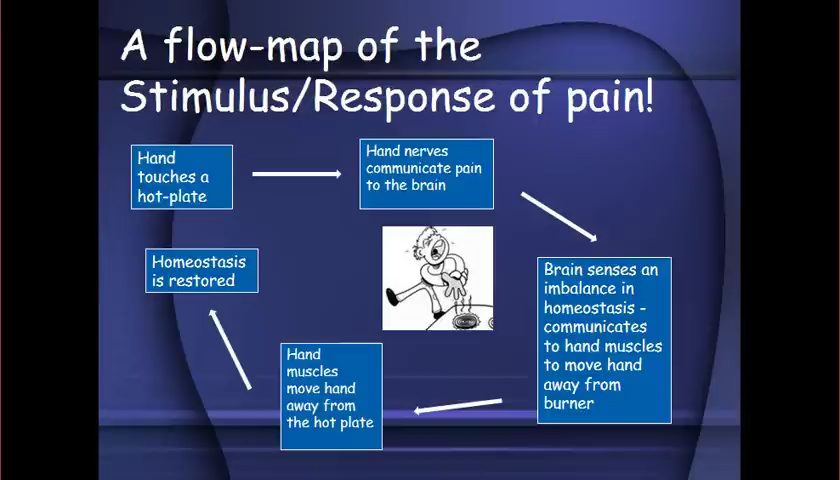 A flow-map of the
Stimulus/Response of pain!
Hand
touches a
hot-plate
Hand nerves
communicate pain
to the brain
Brain senses an
imbalance in
homeostasis -
communicates
to hand muscles
to move hand
away from
burner
Hand
muscles
move hand
away from
the hot plate
Homeostasis
is restored